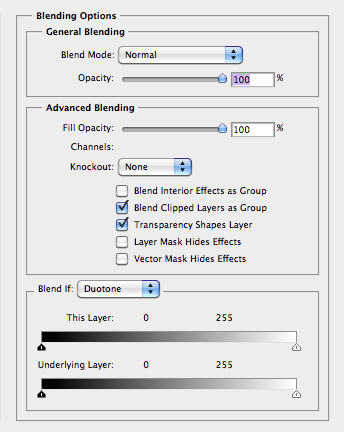 Blending Options
General Blending
Blend Mode: Normal
Opacity: 100 %
Advanced Blending
Fill Opacity: 100 %
Channels:
Knockout: None
Blend Interior Effects as Group
Blend Clipped Layers as Group
Transparency Shapes Layer
Layer Mask Hides Effects
Vector Mask Hides Effects
Blend If: Duotone
This Layer: 0 255
Underlying Layer: 0 255